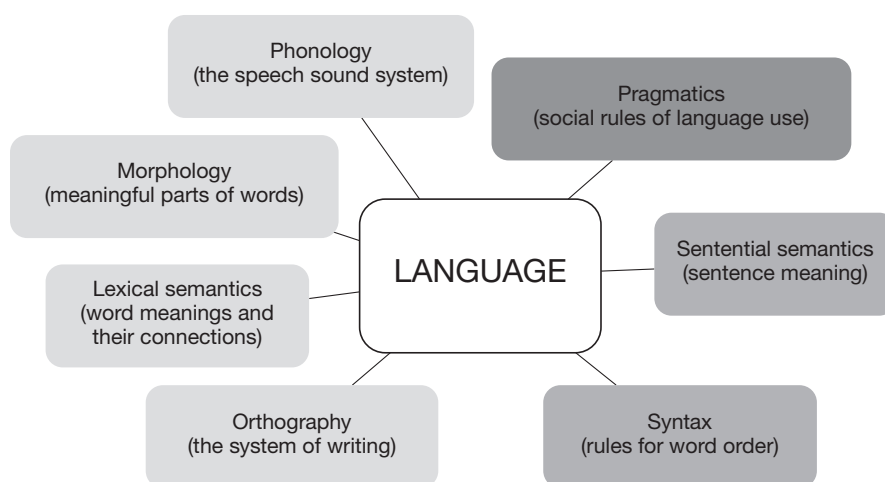 Phonology
(the speech sound system)
Pragmatics
(social rules of language use)
Morphology
(meaningful parts of words)
LANGUAGE
Sentential semantics
(sentence meaning)
Lexical semantics
(word meanings and
their connections)
Orthography
(the system of writing)
Syntax
(rules for word order)